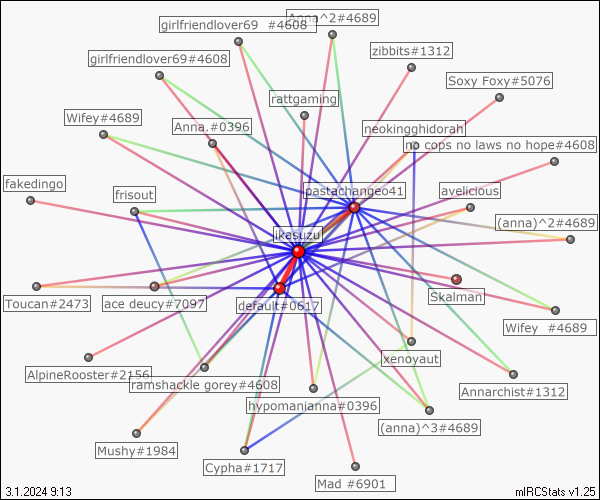 girlfriendlover69 #4608
Anna^2#4689
zibbits#1312
girlfriendlover69#4608
Soxy Foxy#5076
rattgaming
Wifey#4689
Anna.#0396
neokingghidorah
no cops no laws no hope#4608
fakedingo
frisout
pastachangeo41
avelicious
(anna)^2#4689
ikasuzu
Toucan#2473
ace deucy#7097
default#0617
Skalman
Wifey #4689
AlpineRooster#2156
ramshackle gorey#4608
xenoyaut
Annarchist#1312
hypomanianna#0396
(anna)^3#4689
Mushy#1984
Cypha#1717
Mad #6901
3.1.2024 9:13
mIRCStats v1.25